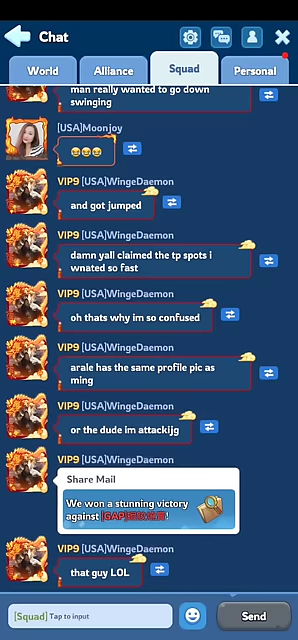 Chat
World
Alliance
Squad
Personal
man really wanted to go down
swinging
[USA]Moonjoy
VIP9 [USA]WingeDaemon
and got jumped
VIP9 [USA]WingeDaemon
damn yall claimed the tp spots i
wnated so fast
VIP9 [USA]WingeDaemon
oh thats why im so confused
VIP9 [USA]WingeDaemon
arale has the same profile pic as
ming
VIP9 [USA]WingeDaemon
or the dude im attackijg
VIP9 [USA]WingeDaemon
Share Mail
We won a stunning victory
against [GAP]
VIP9 [USA]WingeDaemon
that guy LOL
[Squad] Tap to input
Send